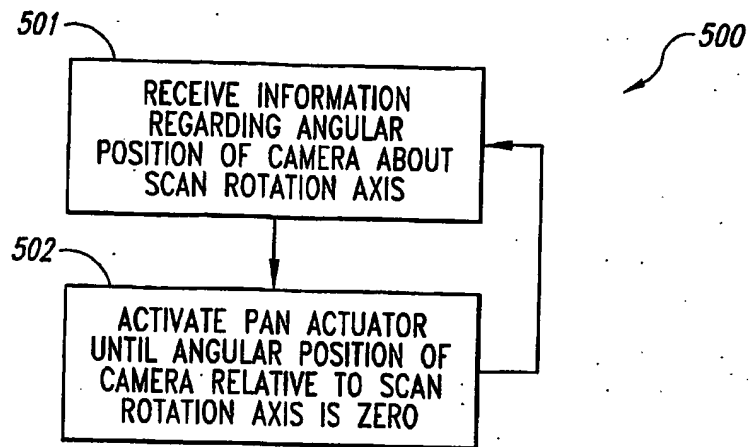 501
500
RECEIVE INFORMATION
REGARDING ANGULAR
POSITION OF CAMERA ABOUT
SCAN ROTATION AXIS
502
ACTIVATE PAN ACTUATOR
UNTIL ANGULAR POSITION OF
CAMERA RELATIVE TO SCAN
ROTATION AXIS IS ZERO